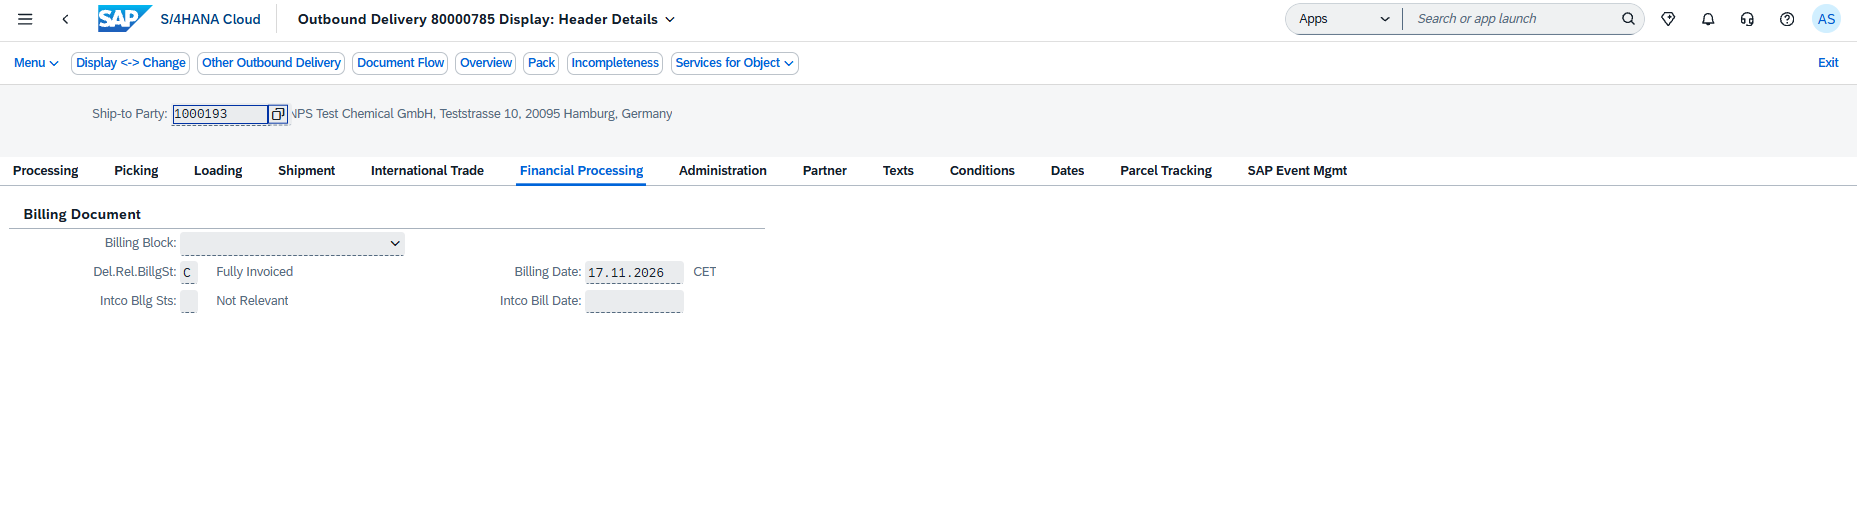 SAP S/4HANA Cloud Outbound Delivery 80000785 Display: Header Details Apps Search or app launch AS
Menu Display <-> Change Other Outbound Delivery Document Flow Overview Pack Incompleteness Services for Object Exit
Ship-to Party: 1000193 NPS Test Chemical GmbH, Teststrasse 10, 20095 Hamburg, Germany
Processing Picking Loading Shipment International Trade Financial Processing Administration Partner Texts Conditions Dates Parcel Tracking SAP Event Mgmt
Billing Document
Billing Block:
Del.Rel.BillgSt: C Fully Invoiced Billing Date: 17.11.2026 CET
Intco Bllg Sts: Not Relevant Intco Bill Date: